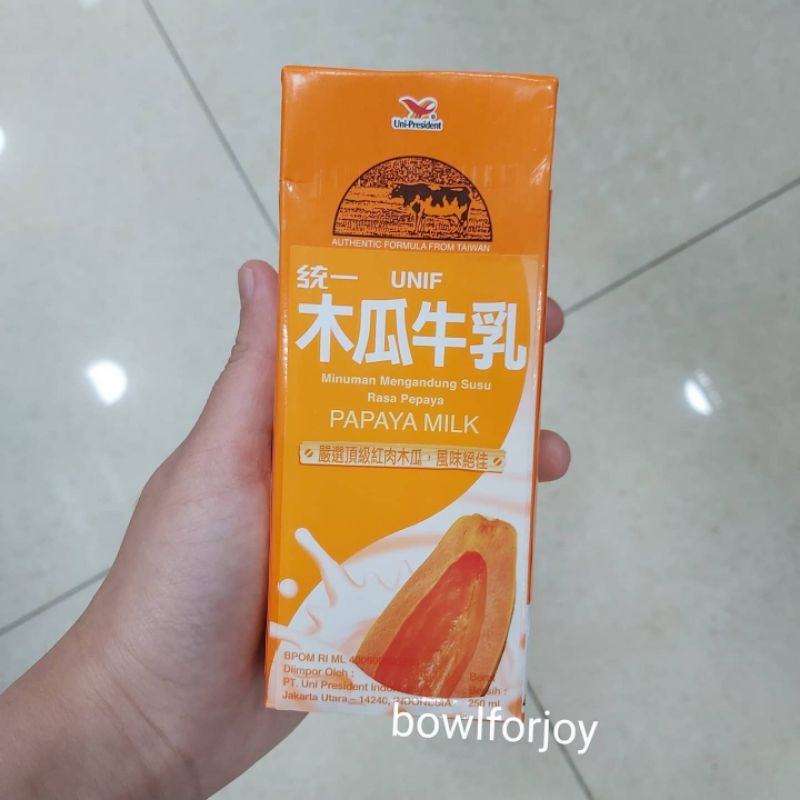 Uni-President
AUTHENTIC FORMULA FROM TAIWAN
統一 UNIF
木瓜牛乳
Minuman Mengandung Susu
Rasa Pepaya
PAPAYA MILK
嚴選頂級紅肉木瓜，風味絕佳
BPOM RI ML
Diimpor Oleh : Berat
PT. Uni President Bersih :
Jakarta Utara – 14240, INDONESIA 250 ml
bowlforjoy